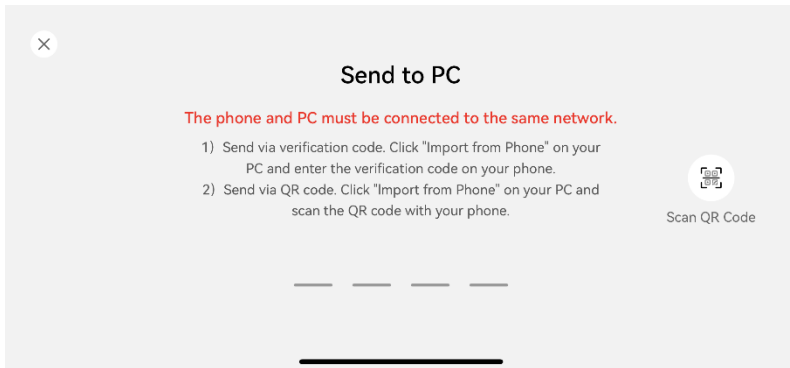 Send to PC
The phone and PC must be connected to the same network.
1) Send via verification code. Click "Import from Phone" on your
PC and enter the verification code on your phone.
2) Send via QR code. Click "Import from Phone" on your PC and
scan the QR code with your phone.
Scan QR Code